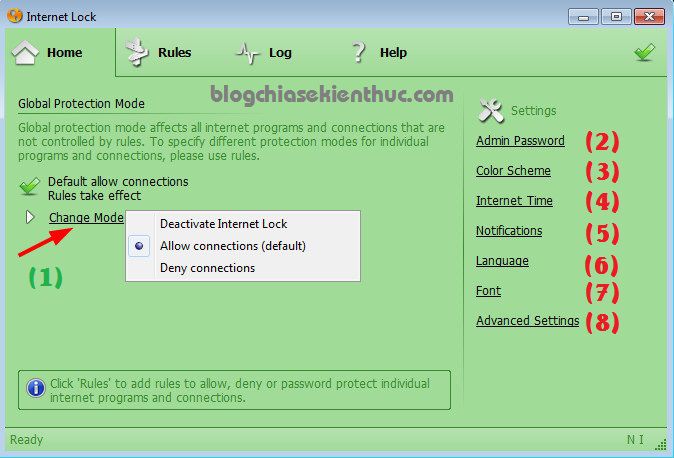 Internet Lock
Home
Rules
Log
Help
blogchiasekienthuc.com
Global Protection Mode
Global protection mode affects all internet programs and connections that are
not controlled by rules. To specify different protection modes for individual
programs and connections, please use rules.
Default allow connections
Rules take effect
Change Mode
Deactivate Internet Lock
Allow connections (default)
Deny connections
(1)
Settings
Admin Password (2)
Color Scheme (3)
Internet Time (4)
Notifications (5)
Language (6)
Font (7)
Advanced Settings (8)
Click 'Rules' to add rules to allow, deny or password protect individual
internet programs and connections.
Ready
N I